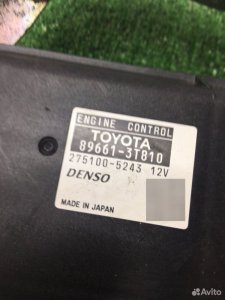 ENGINE CONTROL
TOYOTA
89661-3T810
275100-5243 12V
DENSO
MADE IN JAPAN
Avito